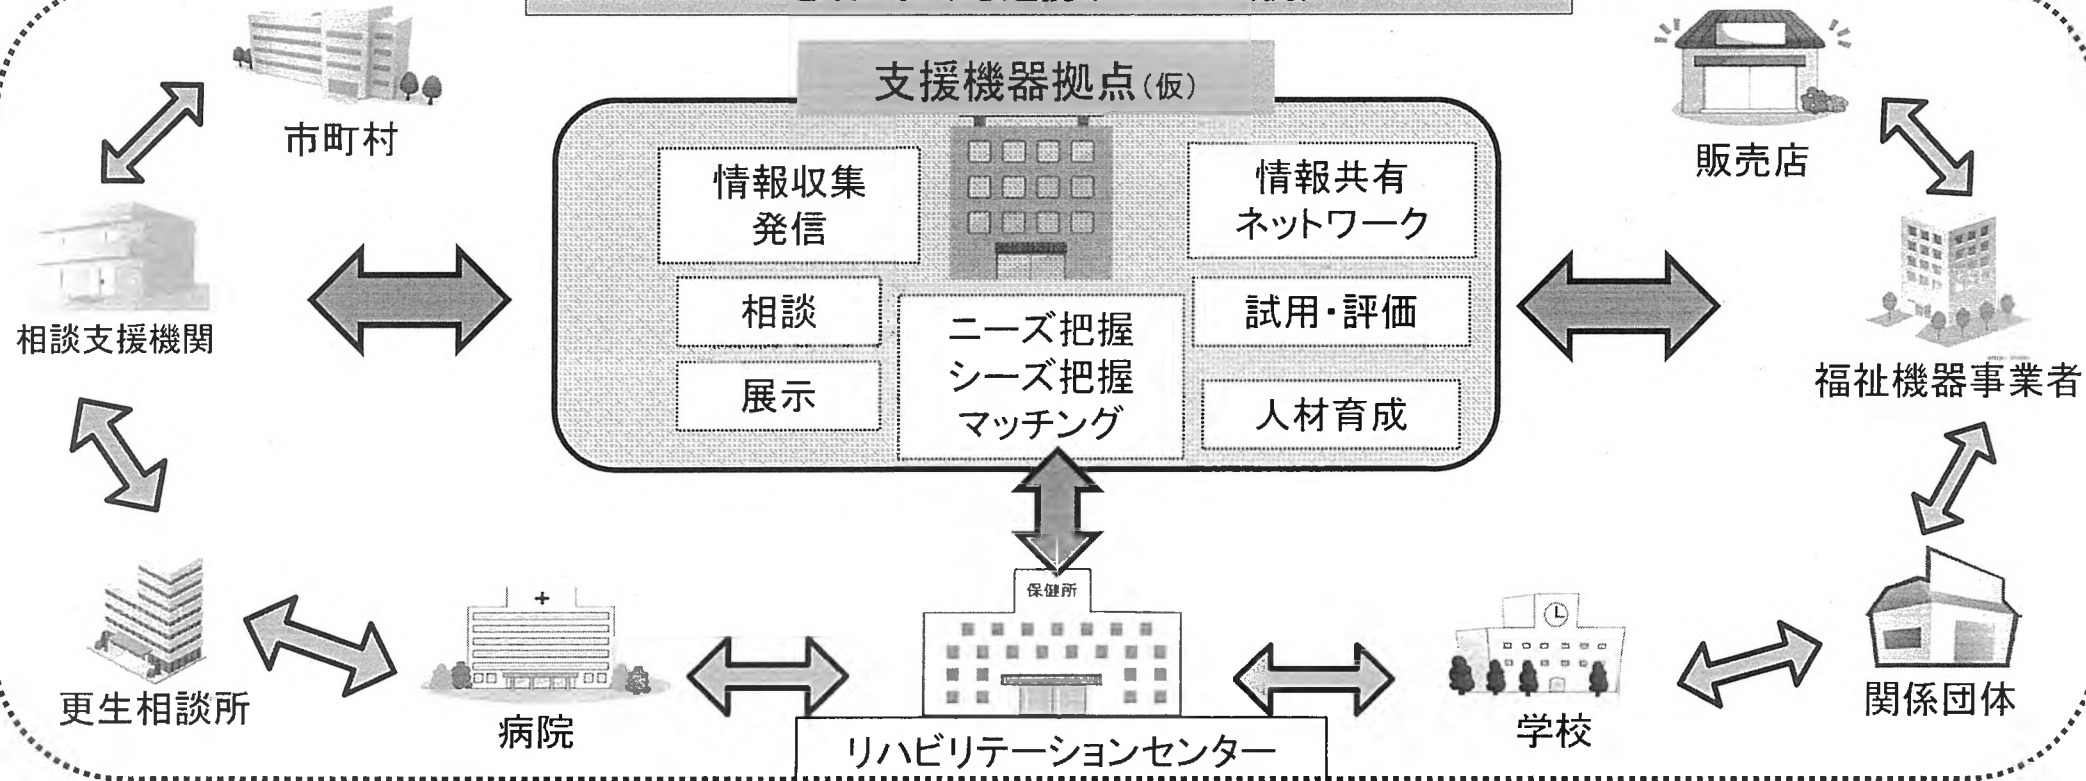 支援機器拠点(仮)
市町村
販売店
情報収集
発信
情報共有
ネットワーク
相談
試用・評価
ニーズ把握
シーズ把握
マッチング
相談支援機関
展示
人材育成
福祉機器事業者
保健所
更生相談所
病院
リハビリテーションセンター
学校
関係団体